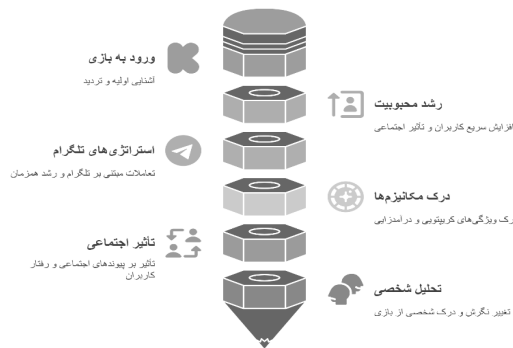 ورود به بازی
آشنایی اولیه و تردید
رشد محبوبیت
افزایش سریع کاربران و تأثیر اجتماعی
استراتژی‌های تلگرام
تعاملات مبتنی بر تلگرام و رشد همزمان
درک مکانیزم‌ها
درک ویژگی‌های کریپتویی و درآمدزایی
تأثیر اجتماعی
تأثیر بر پیوندهای اجتماعی و رفتار
کاربران
تحلیل شخصی
تغییر نگرش و درک شخصی از بازی